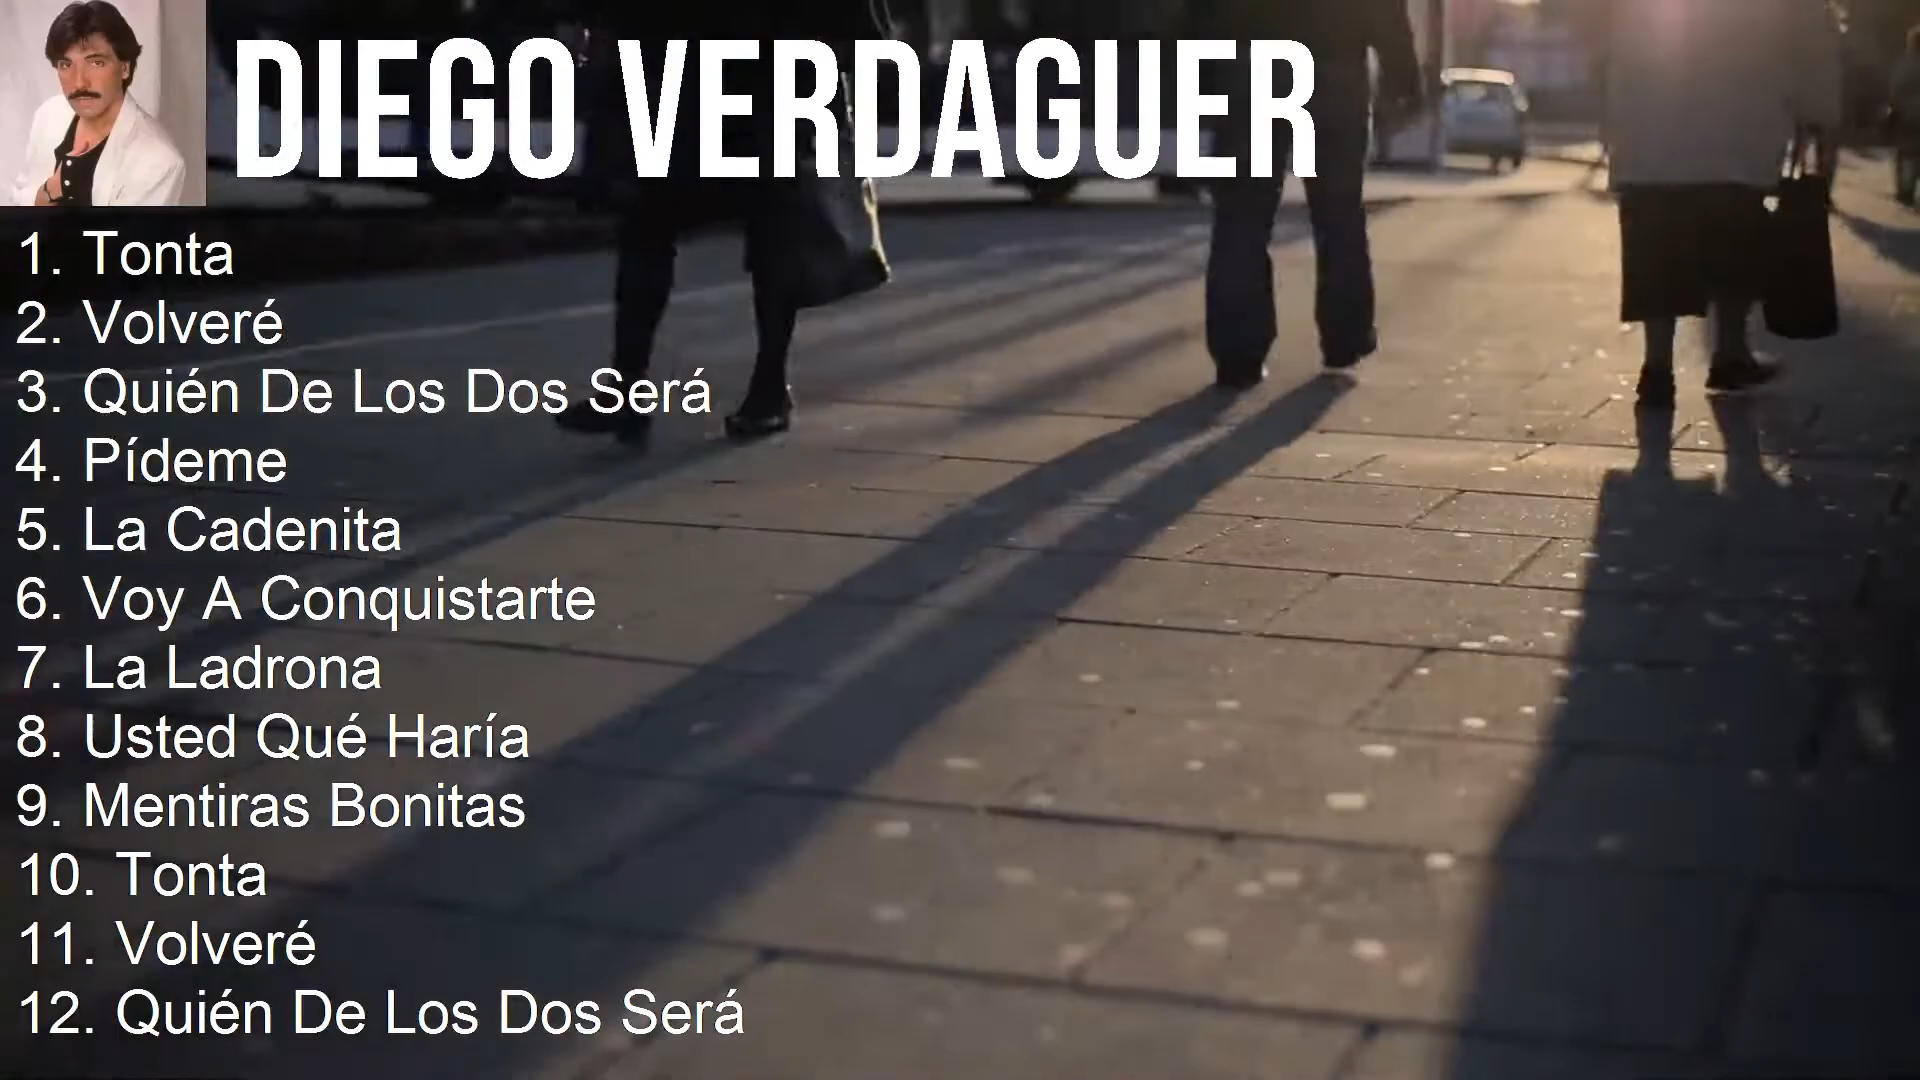 DIEGO VERDAGUER
1. Tonta
2. Volveré
3. Quién De Los Dos Será
4. Pídeme
5. La Cadenita
6. Voy A Conquistarte
7. La Ladrona
8. Usted Qué Haría
9. Mentiras Bonitas
10. Tonta
11. Volveré
12. Quién De Los Dos Será